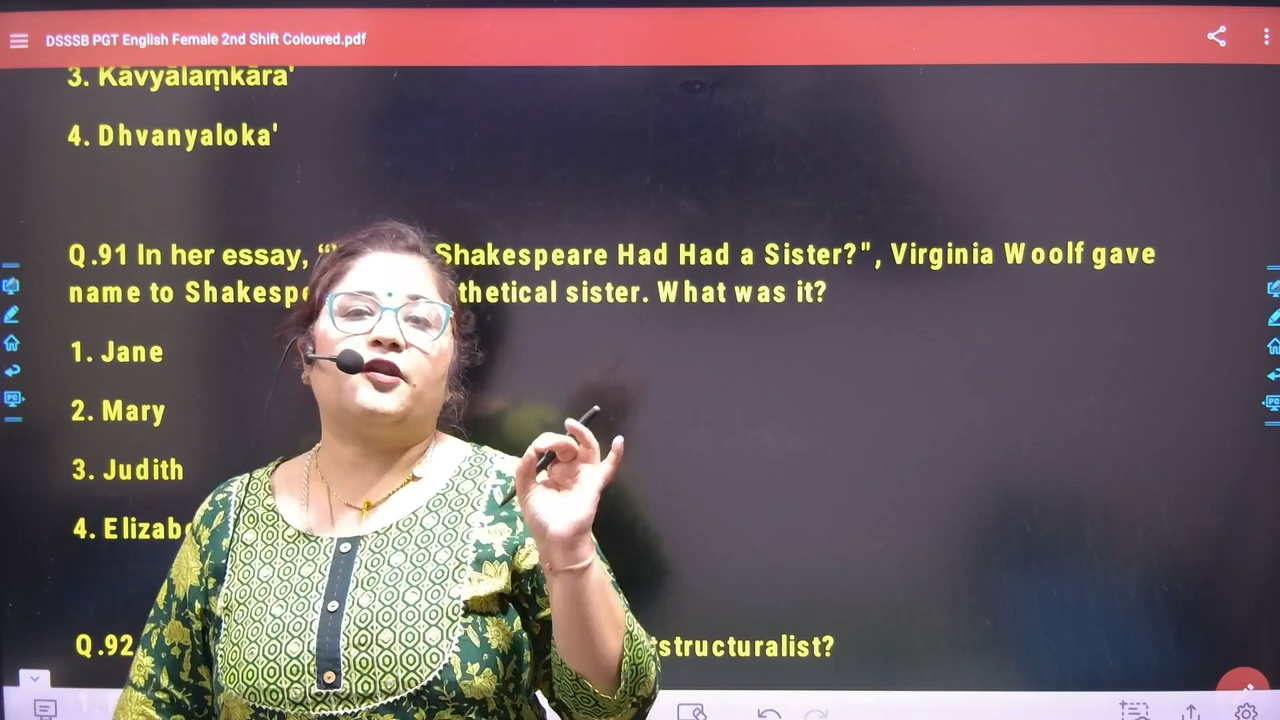 DSSSB PGT English Female 2nd Shift Coloured.pdf
3. Kāvyālaṃkāra'
4. Dhvanyaloka'
Q.91 In her essay, “ Shakespeare Had Had a Sister?", Virginia Woolf gave
name to thetical sister. What was it?
1. Jane
2. Mary
3. Judith
4.
Q.92 structuralist?